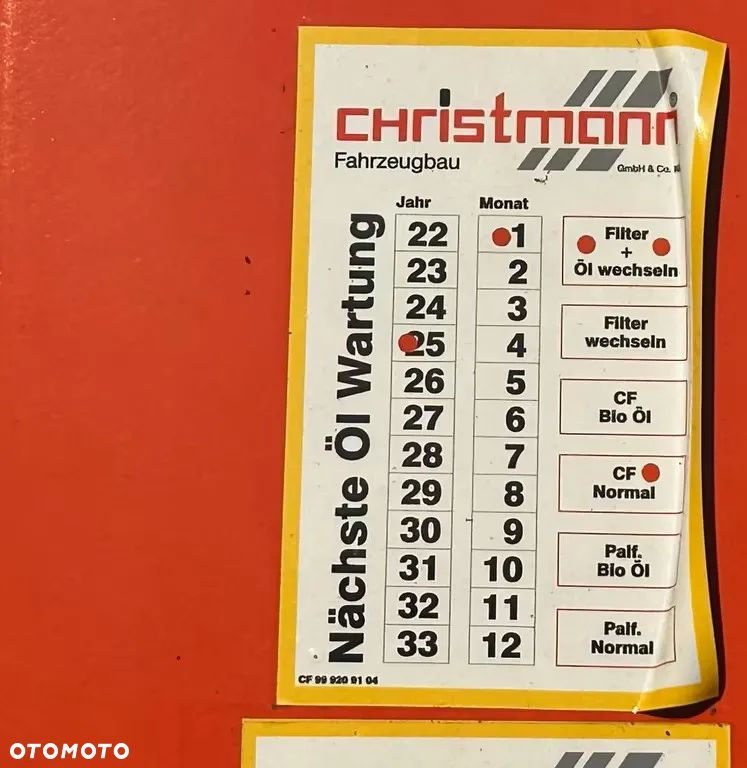 christmann
Fahrzeugbau
GmbH & Co.
Nächste Öl Wartung
Jahr Monat
22 1
23 2
24 3
25 4
26 5
27 6
28 7
29 8
30 9
31 10
32 11
33 12
Filter
+
Öl wechseln
Filter
wechseln
CF
Bio Öl
CF
Normal
Palf.
Bio Öl
Palf.
Normal
CF 99 920 91 04
OTOMOTO